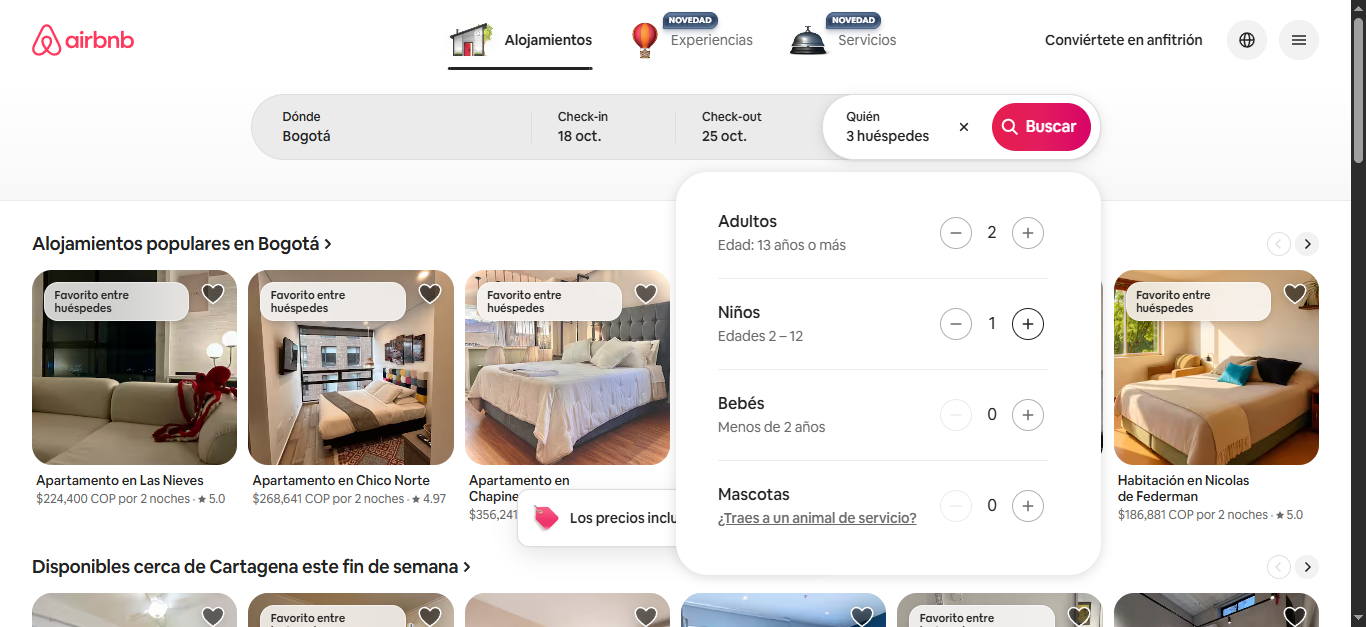 airbnb
Alojamientos
NOVEDAD
Experiencias
NOVEDAD
Servicios
Conviértete en anfitrión
Dónde
Bogotá
Check-in
18 oct.
Check-out
25 oct.
Quién
3 huéspedes
Buscar
Adultos
Edad: 13 años o más
2
Niños
Edades 2 – 12
1
Bebés
Menos de 2 años
0
Mascotas
¿Traes a un animal de servicio?
0
Alojamientos populares en Bogotá
Favorito entre
huéspedes
Apartamento en Las Nieves
$224,400 COP por 2 noches · ★ 5.0
Favorito entre
huéspedes
Apartamento en Chico Norte
$268,641 COP por 2 noches · ★ 4.97
Favorito entre
huéspedes
Apartamento en
Chapine
$356,241
Los precios inclu
Favorito entre
huéspedes
Habitación en Nicolas
de Federman
$186,881 COP por 2 noches · ★ 5.0
Disponibles cerca de Cartagena este fin de semana
Favorito entre
Favorito entre